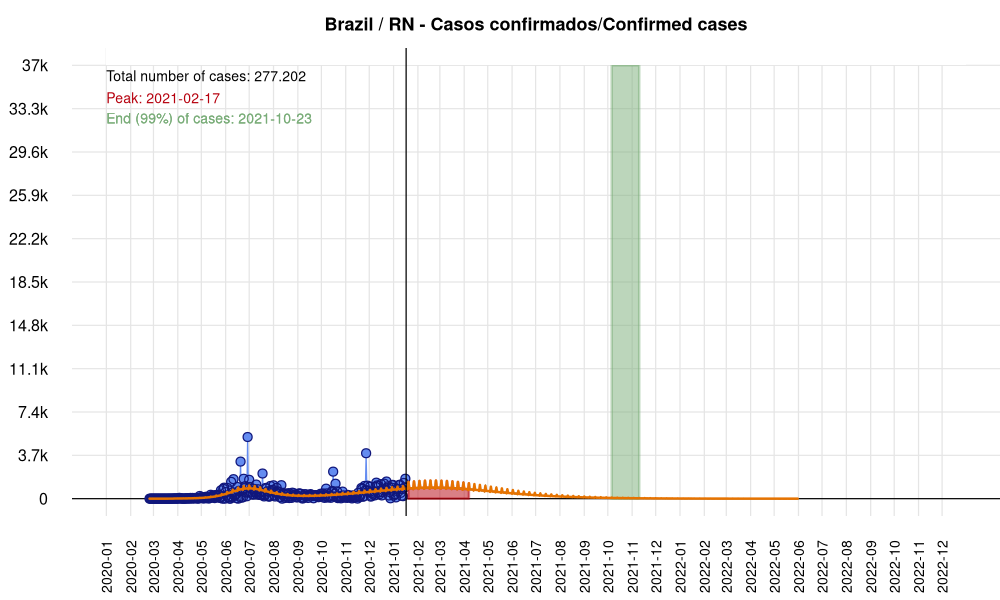 Brazil / RN - Casos confirmados/Confirmed cases
37k
Total number of cases: 277.202
Peak: 2021-02-17
33.3k
End (99%) of cases: 2021-10-23
29.6k
25.9k
22.2k
18.5k
14.8k
11.1k
7.4k
3.7k
0
2020-01
2020-02
2020-03
2020-04
2020-05
2020-06
2020-07
2020-08
2020-09
2020-10
2020-11
2020-12
2021-01
2021-02
2021-03
2021-04
2021-05
2021-06
2021-07
2021-08
2021-09
2021-10
2021-11
2021-12
2022-01
2022-02
2022-03
2022-04
2022-05
2022-06
2022-07
2022-08
2022-09
2022-10
2022-11
2022-12